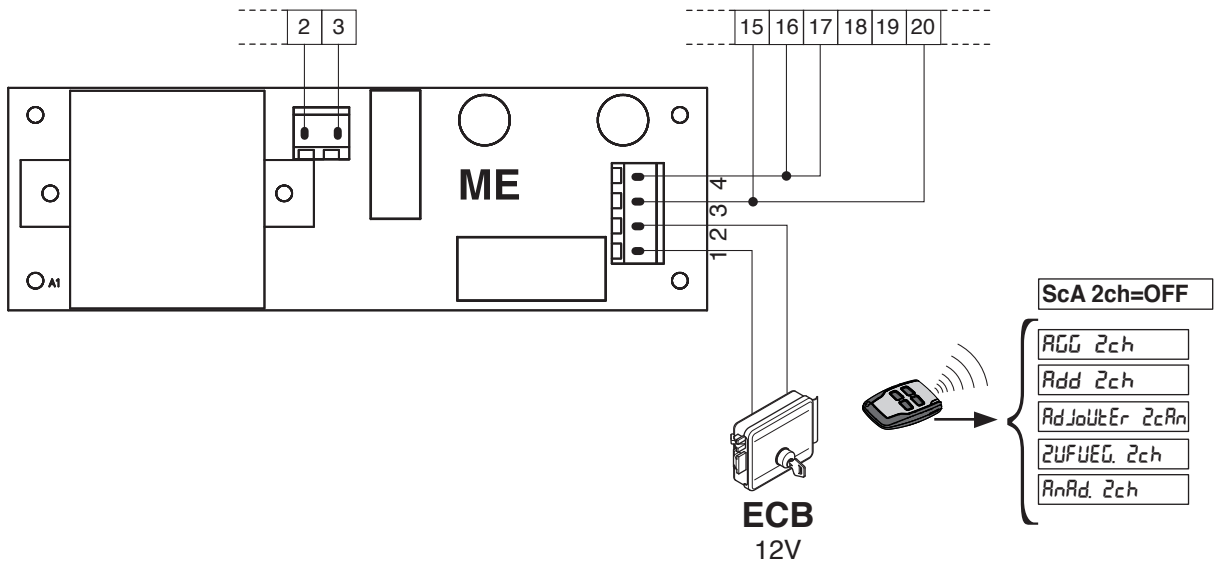 2 3
15 16 17 18 19 20
ME
4
3
2
1
A1
ScA 2ch=OFF
AGG 2ch
Add 2ch
AdJoUtEr 2cAn
2UFUEG. 2ch
AnAd. 2ch
ECB
12V